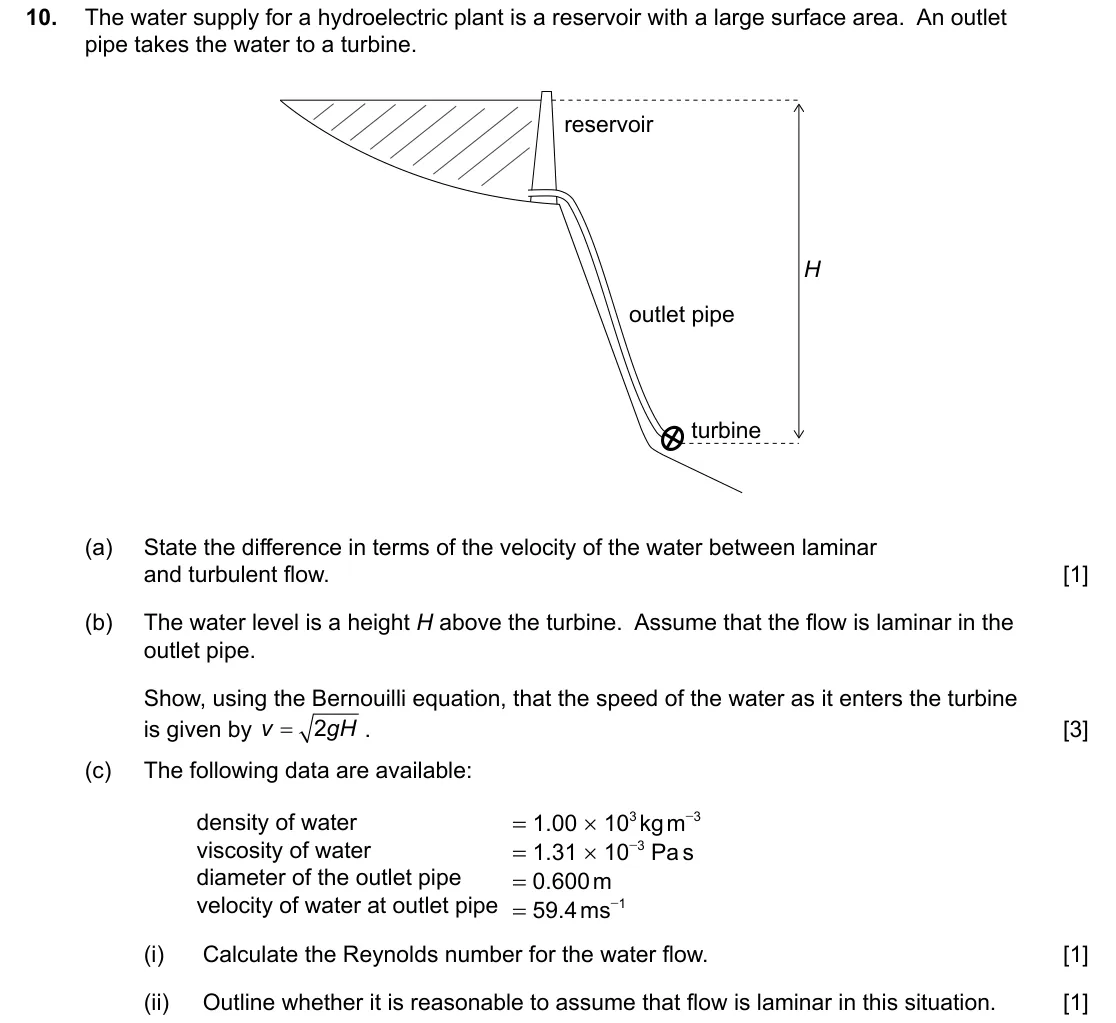 10. The water supply for a hydroelectric plant is a reservoir with a large surface area. An outlet
pipe takes the water to a turbine.
reservoir
H
outlet pipe
turbine
(a) State the difference in terms of the velocity of the water between laminar
and turbulent flow. [1]
(b) The water level is a height H above the turbine. Assume that the flow is laminar in the
outlet pipe.
Show, using the Bernouilli equation, that the speed of the water as it enters the turbine
is given by v = √2gH . [3]
(c) The following data are available:
density of water = 1.00 × 10³ kg m⁻³
viscosity of water = 1.31 × 10⁻³ Pa s
diameter of the outlet pipe = 0.600 m
velocity of water at outlet pipe = 59.4 ms⁻¹
(i) Calculate the Reynolds number for the water flow. [1]
(ii) Outline whether it is reasonable to assume that flow is laminar in this situation. [1]